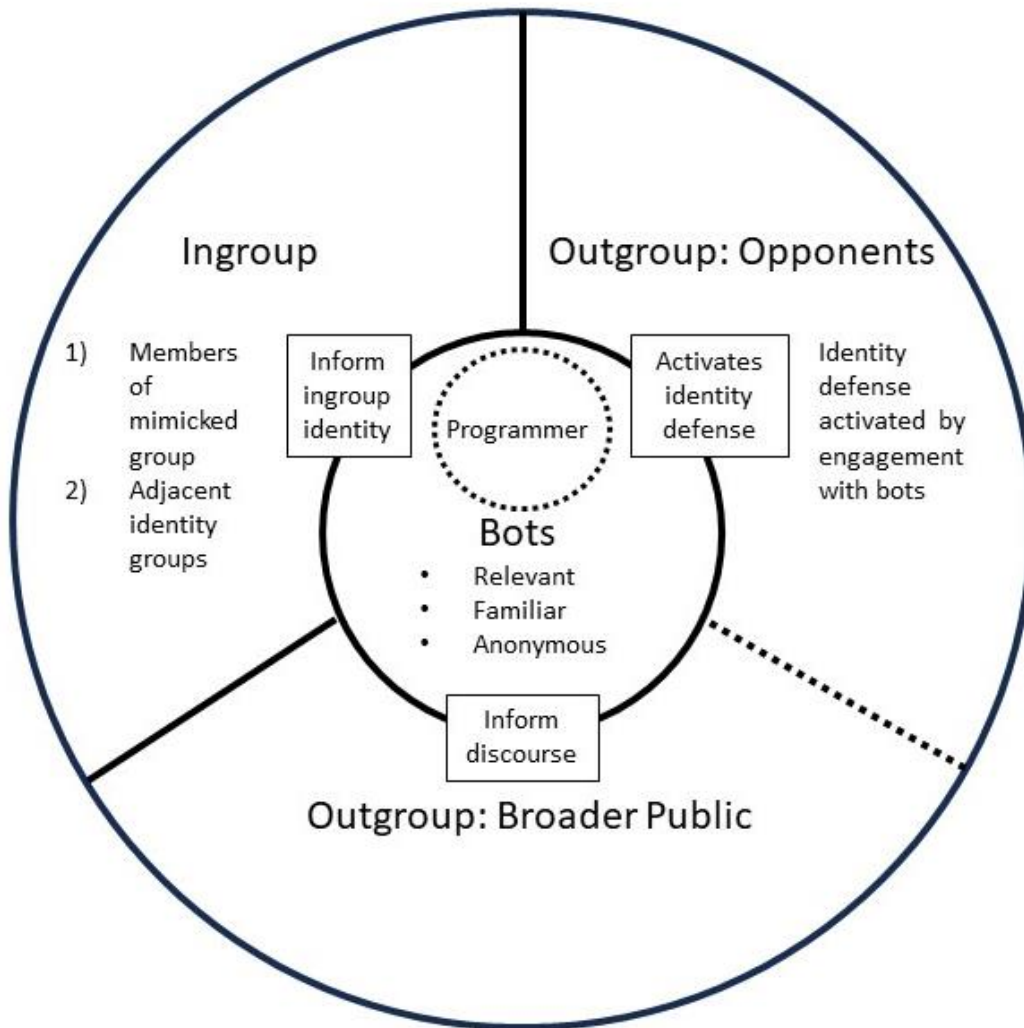 Ingroup
Outgroup: Opponents
1) Members
of
mimicked
group
2) Adjacent
identity
groups
Inform
ingroup
identity
Programmer
Activates
identity
defense
Identity
defense
activated by
engagement
with bots
Bots
• Relevant
• Familiar
• Anonymous
Inform
discourse
Outgroup: Broader Public